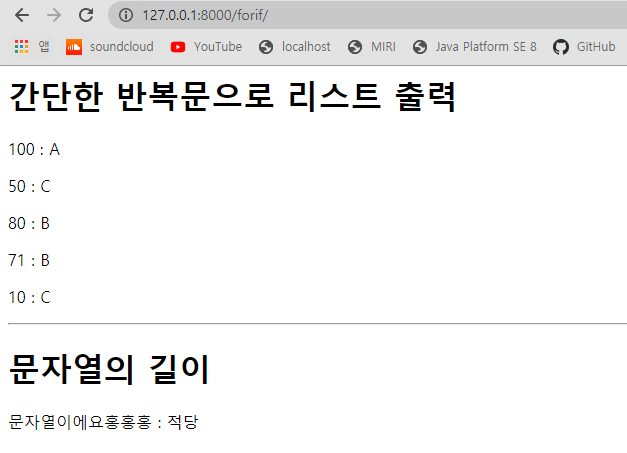 127.0.0.1:8000/forif/
앱 soundcloud YouTube localhost MIRI Java Platform SE 8 GitHub
간단한 반복문으로 리스트 출력
100 : A
50 : C
80 : B
71 : B
10 : C
문자열의 길이
문자열이에요홍홍홍 : 적당